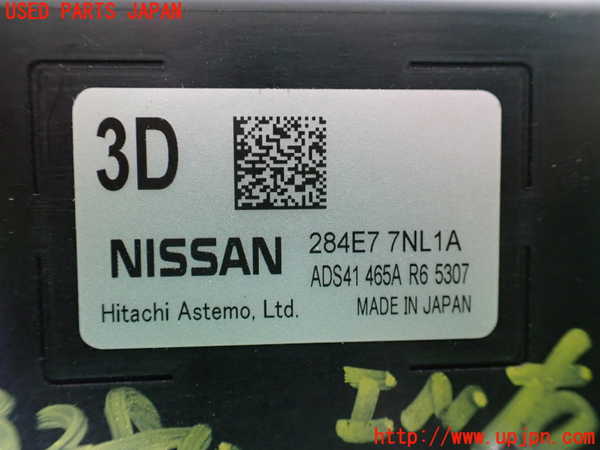 USED PARTS JAPAN
3D
NISSAN
284E7 7NL1A
ADS41 465A R6 5307
Hitachi Astemo, Ltd.
MADE IN JAPAN
http://www.upjpn.com